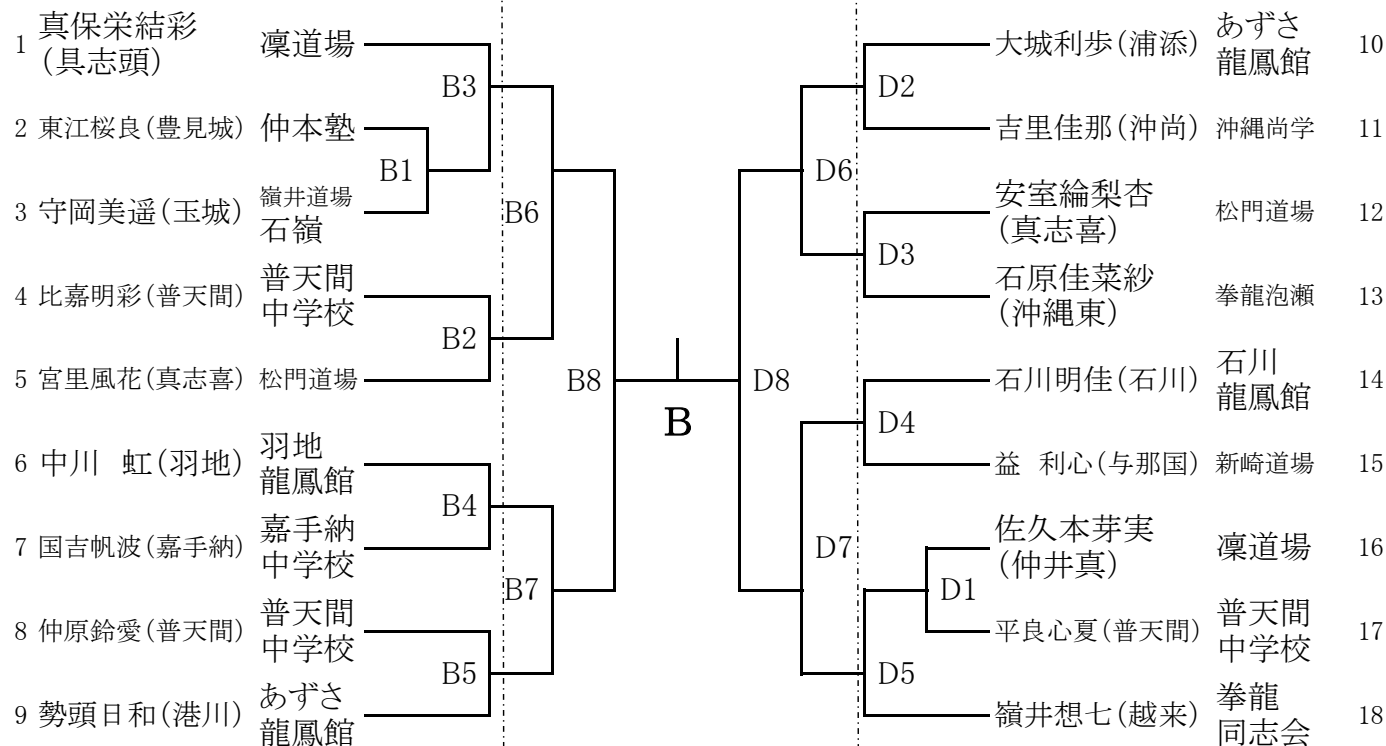 1 真保栄結彩 (具志頭) 凜道場
B3
2 東江桜良(豊見城) 仲本塾
B1
3 守岡美遥(玉城) 嶺井道場 石嶺
B6
4 比嘉明彩(普天間) 普天間 中学校
B2
5 宮里風花(真志喜) 松門道場
B8
6 中川 虹(羽地) 羽地 龍鳳館
B4
7 国吉帆波(嘉手納) 嘉手納 中学校
B7
8 仲原鈴愛(普天間) 普天間 中学校
B5
9 勢頭日和(港川) あずさ 龍鳳館
B
大城利歩(浦添) あずさ 龍鳳館 10
D2
吉里佳那(沖尚) 沖縄尚学 11
D6
安室綸梨杏 (真志喜) 松門道場 12
D3
石原佳菜紗 (沖縄東) 拳龍泡瀬 13
D8
石川明佳(石川) 石川 龍鳳館 14
D4
益 利心(与那国) 新崎道場 15
D7
佐久本芽実 (仲井真) 凜道場 16
D1
平良心夏(普天間) 普天間 中学校 17
D5
嶺井想七(越来) 拳龍 同志会 18